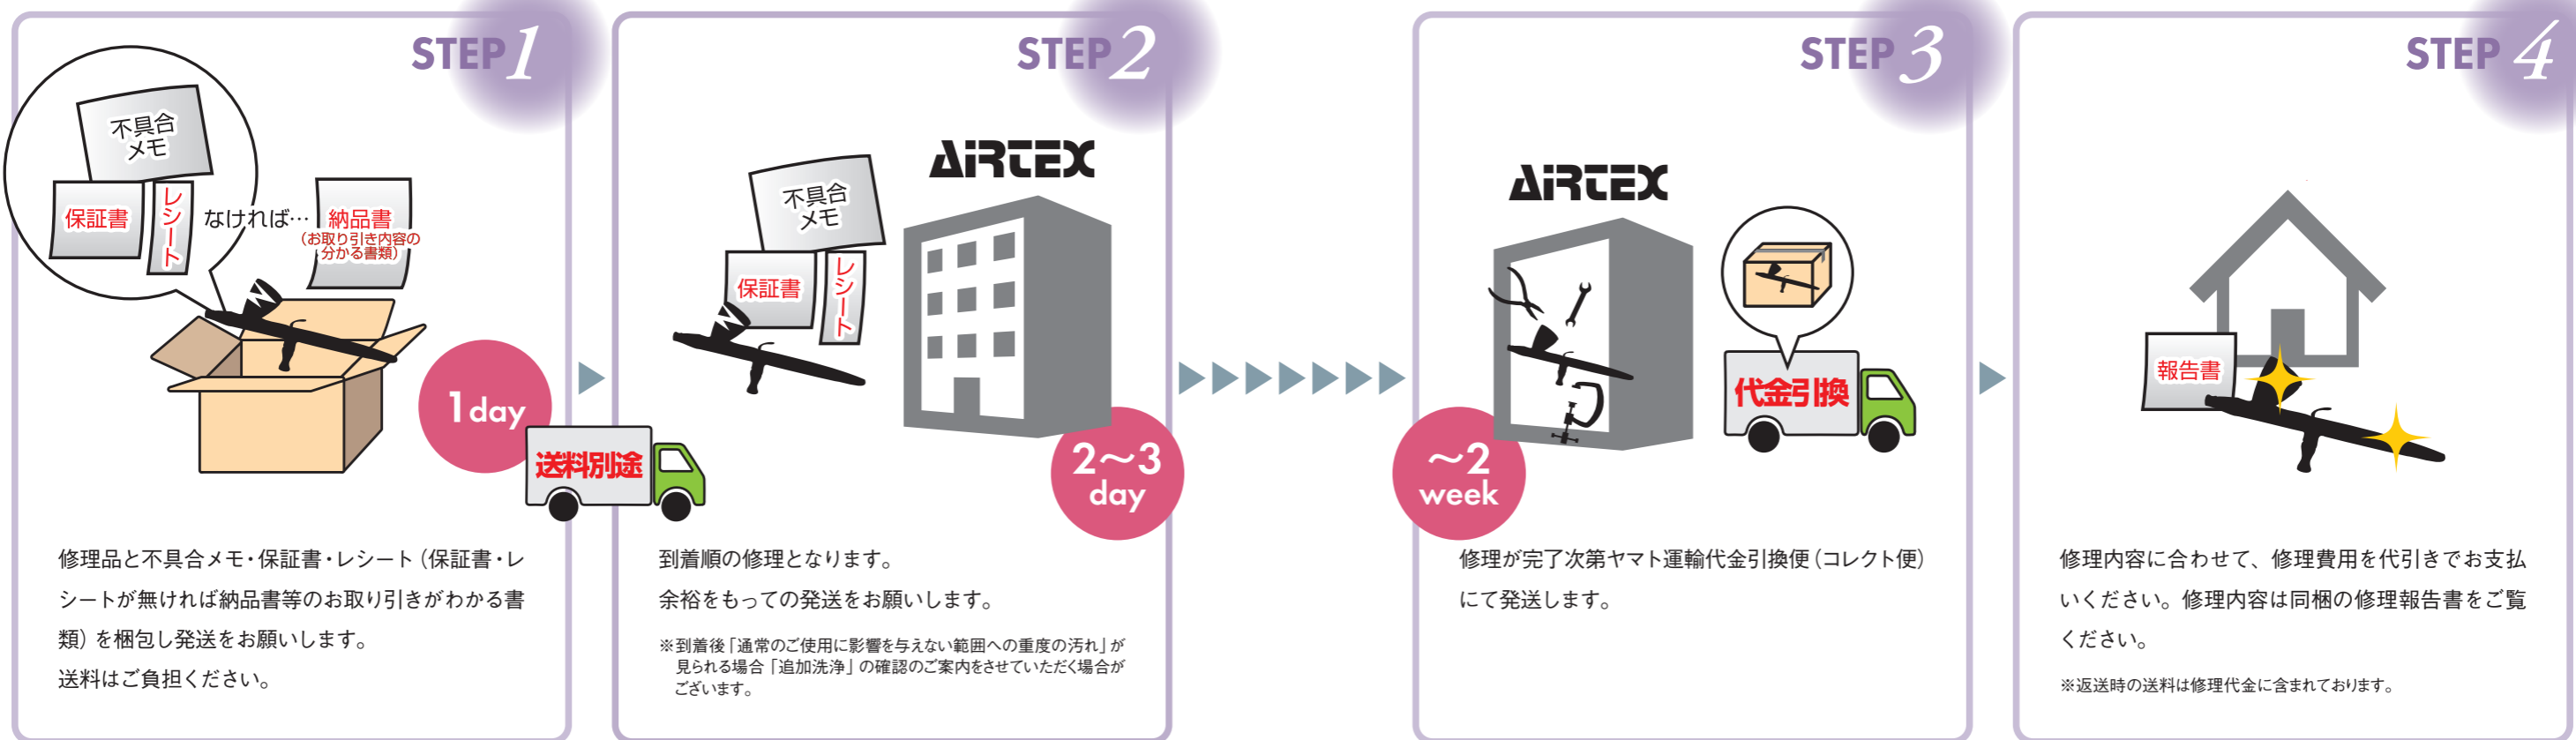 STEP1
不具合
メモ
保証書
レシート
なければ…
納品書
（お取り引き内容の
分かる書類）
1day
送料別途
修理品と不具合メモ・保証書・レシート（保証書・レ
シートが無ければ納品書等のお取り引きがわかる書
類）を梱包し発送をお願いします。
送料はご負担ください。
STEP2
AiRTEX
不具合
メモ
保証書
レシート
2〜3
day
到着順の修理となります。
余裕をもっての発送をお願いします。
※到着後「通常のご使用に影響を与えない範囲への重度の汚れ」が
見られる場合「追加洗浄」の確認のご案内をさせていただく場合が
ございます。
STEP3
AiRTEX
代金引換
〜2
week
修理が完了次第ヤマト運輸代金引換便（コレクト便）
にて発送します。
STEP4
報告書
修理内容に合わせて、修理費用を代引きでお支払
いください。修理内容は同梱の修理報告書をご覧
ください。
※返送時の送料は修理代金に含まれております。